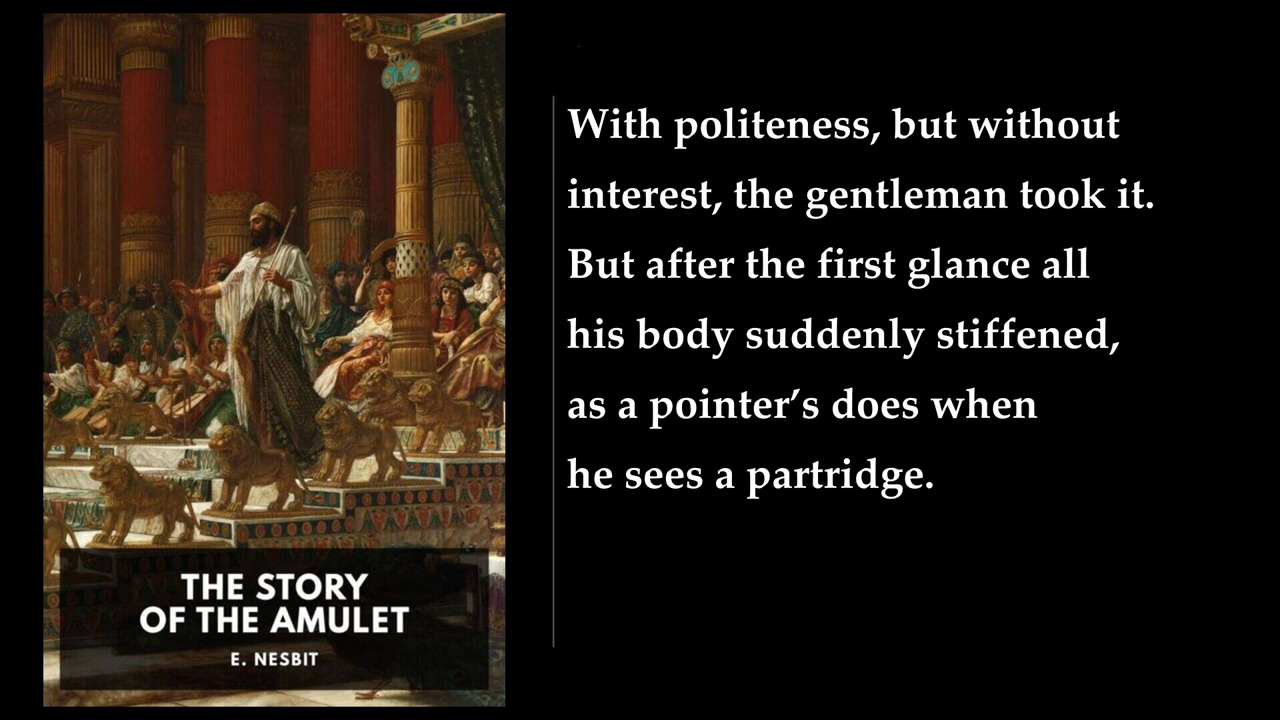 THE STORY
OF THE AMULET
E. NESBIT
With politeness, but without
interest, the gentleman took it.
But after the first glance all
his body suddenly stiffened,
as a pointer’s does when
he sees a partridge.